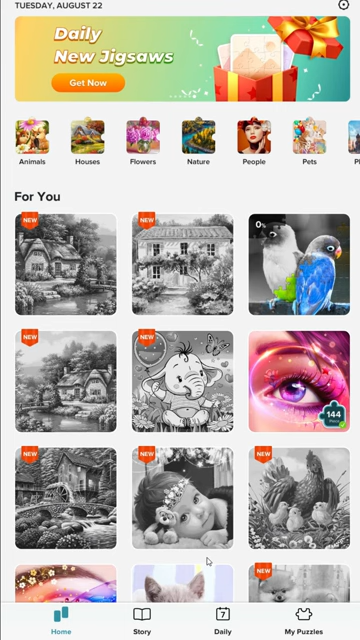 TUESDAY, AUGUST 22
Daily
New Jigsaws
Get Now
Animals
Houses
Flowers
Nature
People
Pets
For You
NEW
NEW
0%
NEW
NEW
144
NEW
NEW
NEW
NEW
7
Home
Story
Daily
My Puzzles